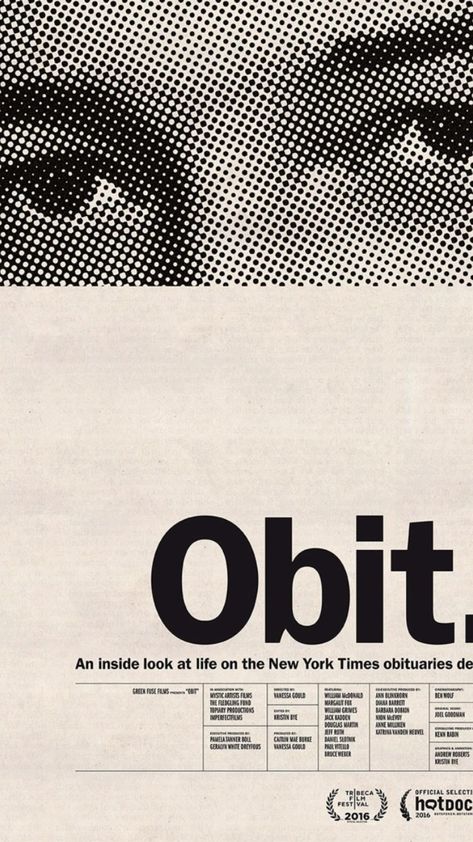 Obit.
An inside look at life on the New York Times obituaries de
GREEN FUSE FILMS PRESENTS "OBIT"
IN ASSOCIATION WITH
MYSTIC ARTISTS FILMS
THE FLEDGLING FUND
TOPIARY PRODUCTIONS
IMPERFECTFILMS
EXECUTIVE PRODUCED BY:
PAMELA TANNER BOLL
GERALYN WHITE DREYFOUS
DIRECTED BY:
VANESSA GOULD
EDITED BY:
KRISTIN BYE
PRODUCED BY:
CAITLIN MAE BURKE
VANESSA GOULD
FEATURING:
WILLIAM McDONALD
MARGALIT FOX
WILLIAM GRIMES
JACK KADDEN
DOUGLAS MARTIN
JEFF ROTH
DANIEL SLOTNIK
PAUL VITELLO
BRUCE WEBER
CO-EXECUTIVE PRODUCED BY:
ANN BLINKHORN
DIANA BARRETT
BARBARA DOBKIN
NION McEVOY
ANNE MILLIKEN
KATRINA VANDEN HEUVEL
CINEMATOGRAPHY:
BEN WOLF
ORIGINAL SCORE:
JOEL GOODMAN
KENN RABIN
GRAPHICS & ANIMATION
ANDREW ROBERTS
KRISTIN BYE
TRIBECA
FILM
FESTIVAL
2016
OFFICIAL SELECTI
hotDOC
2016